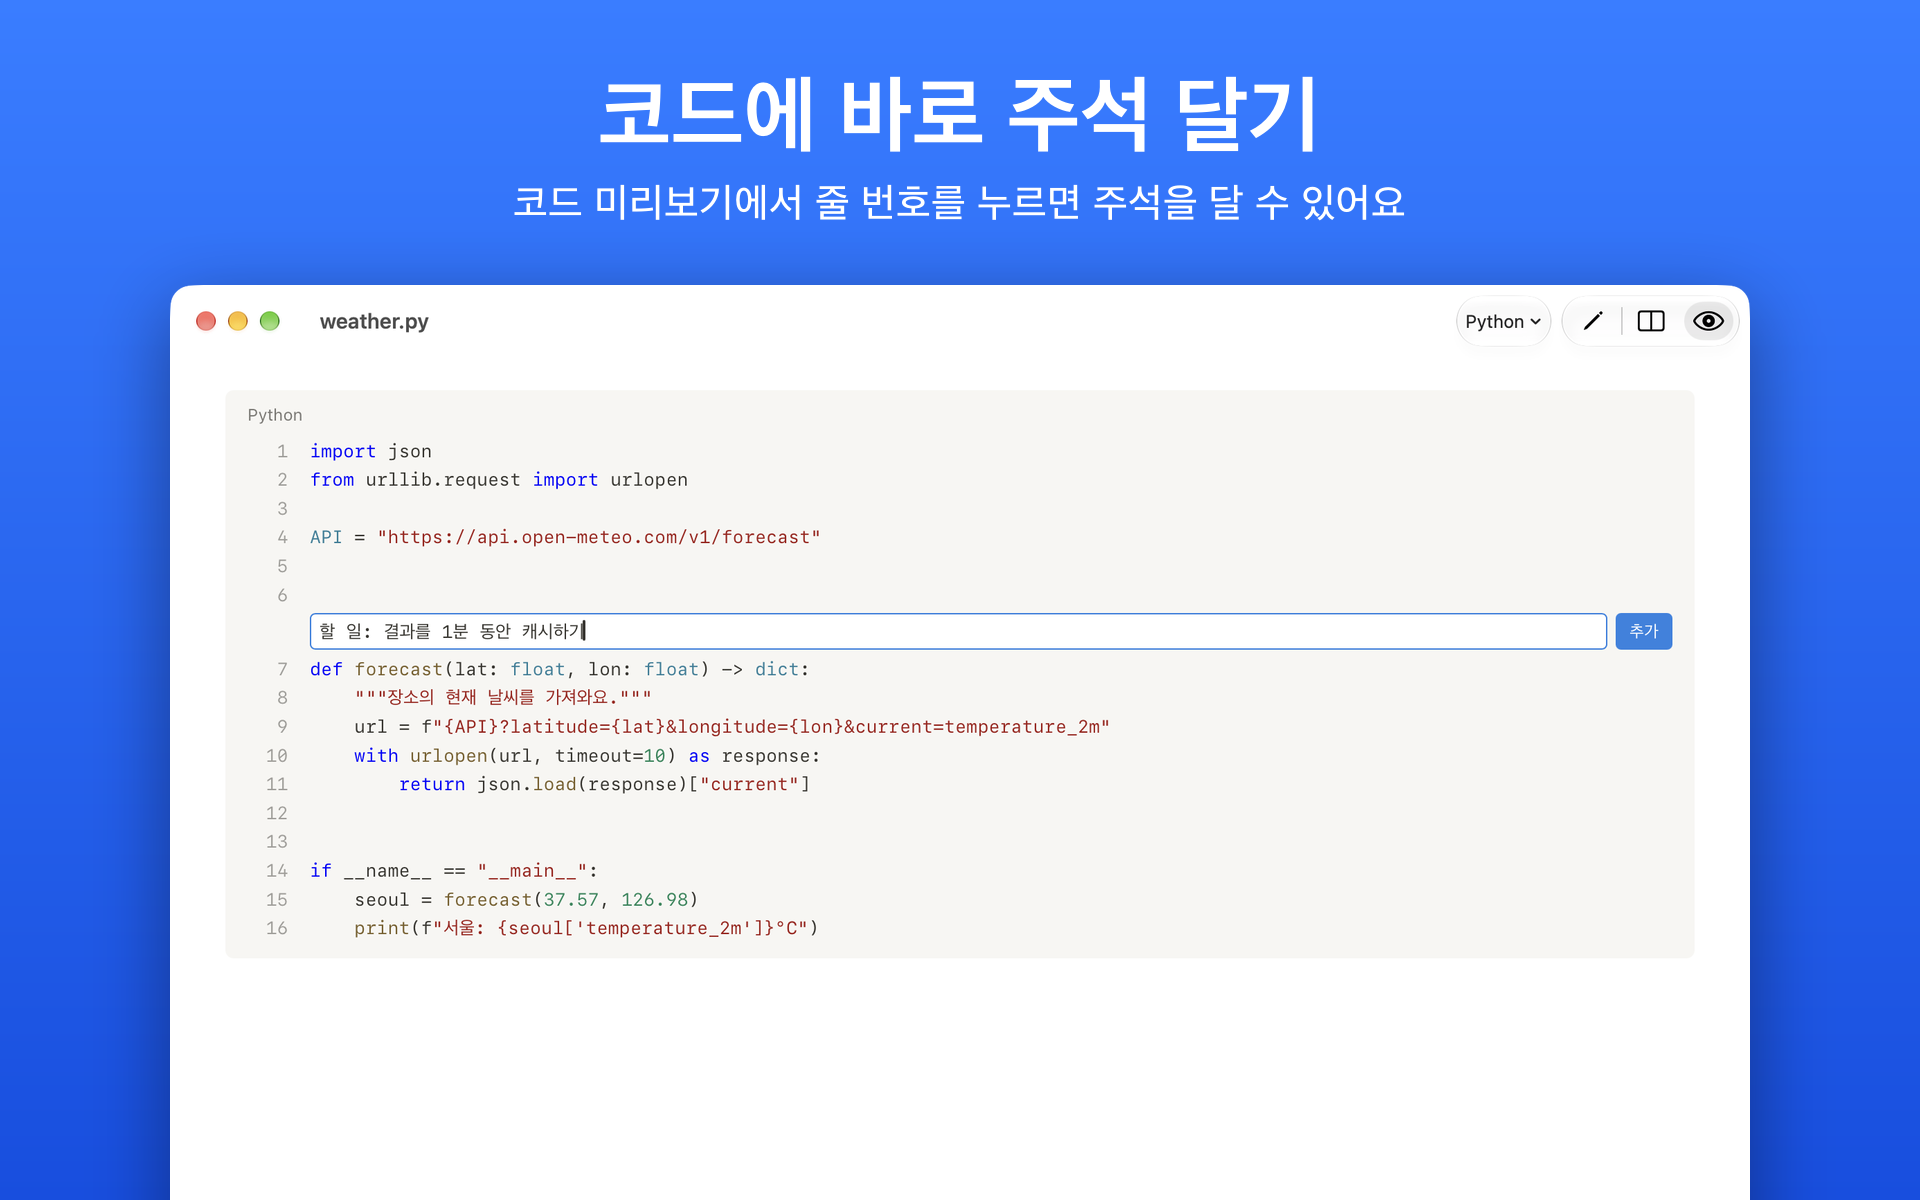 코드에 바로 주석 달기
코드 미리보기에서 줄 번호를 누르면 주석을 달 수 있어요
weather.py
Python
Python
1 import json
2 from urllib.request import urlopen
3
4 API = "https://api.open-meteo.com/v1/forecast"
5
6
할 일: 결과를 1분 동안 캐시하기
추가
7 def forecast(lat: float, lon: float) -> dict:
8     """장소의 현재 날씨를 가져와요."""
9     url = f"{API}?latitude={lat}&longitude={lon}&current=temperature_2m"
10     with urlopen(url, timeout=10) as response:
11         return json.load(response)["current"]
12
13
14 if __name__ == "__main__":
15     seoul = forecast(37.57, 126.98)
16     print(f"서울: {seoul['temperature_2m']}°C")